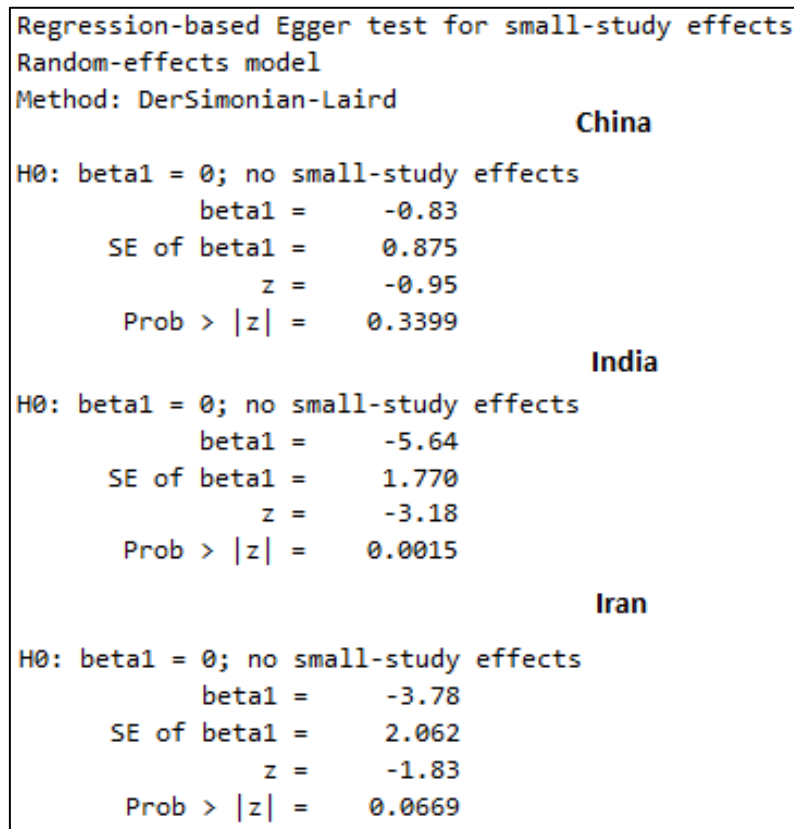 Regression-based Egger test for small-study effects
Random-effects model
Method: DerSimonian-Laird
China
H0: beta1 = 0; no small-study effects
beta1 = -0.83
SE of beta1 = 0.875
z = -0.95
Prob > |z| = 0.3399
India
H0: beta1 = 0; no small-study effects
beta1 = -5.64
SE of beta1 = 1.770
z = -3.18
Prob > |z| = 0.0015
Iran
H0: beta1 = 0; no small-study effects
beta1 = -3.78
SE of beta1 = 2.062
z = -1.83
Prob > |z| = 0.0669